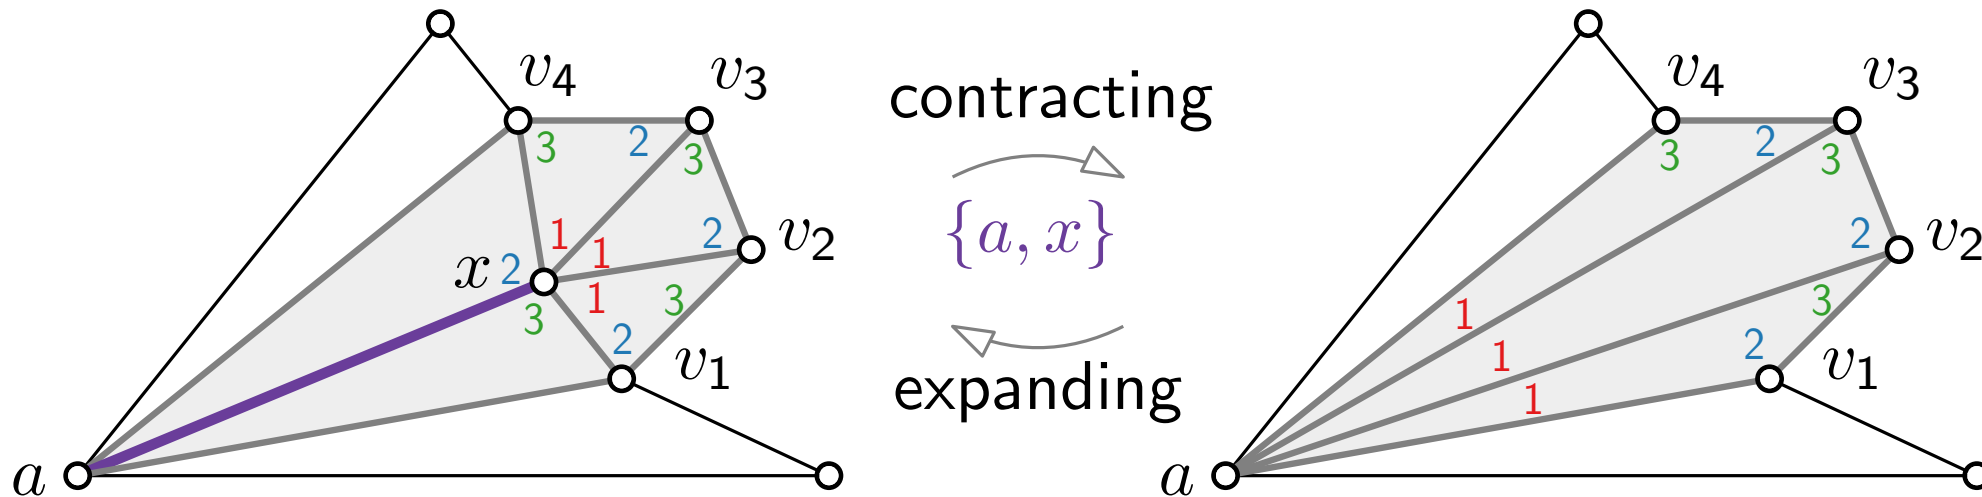 v4 v3
3 2 3
1 1 2 v2
x 2 1
3 3
2 v1
a
contracting
{a, x}
expanding
v4 v3
3 2 3
2 v2
1 3
1 2 v1
1
a